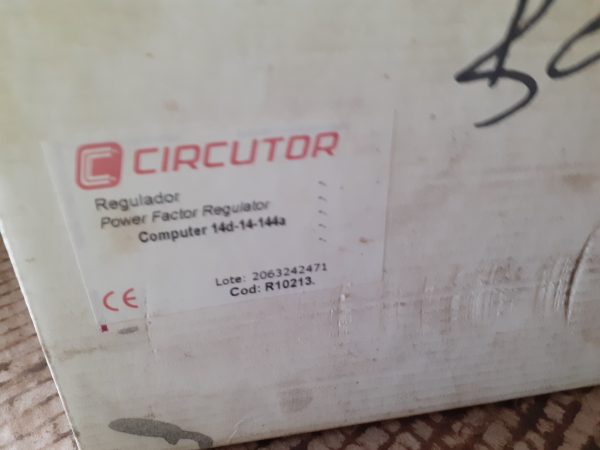 CIRCUTOR
Regulador
Power Factor Regulator
Computer 14d-14-144a
Lote: 2063242471
Cod: R10213.
CE